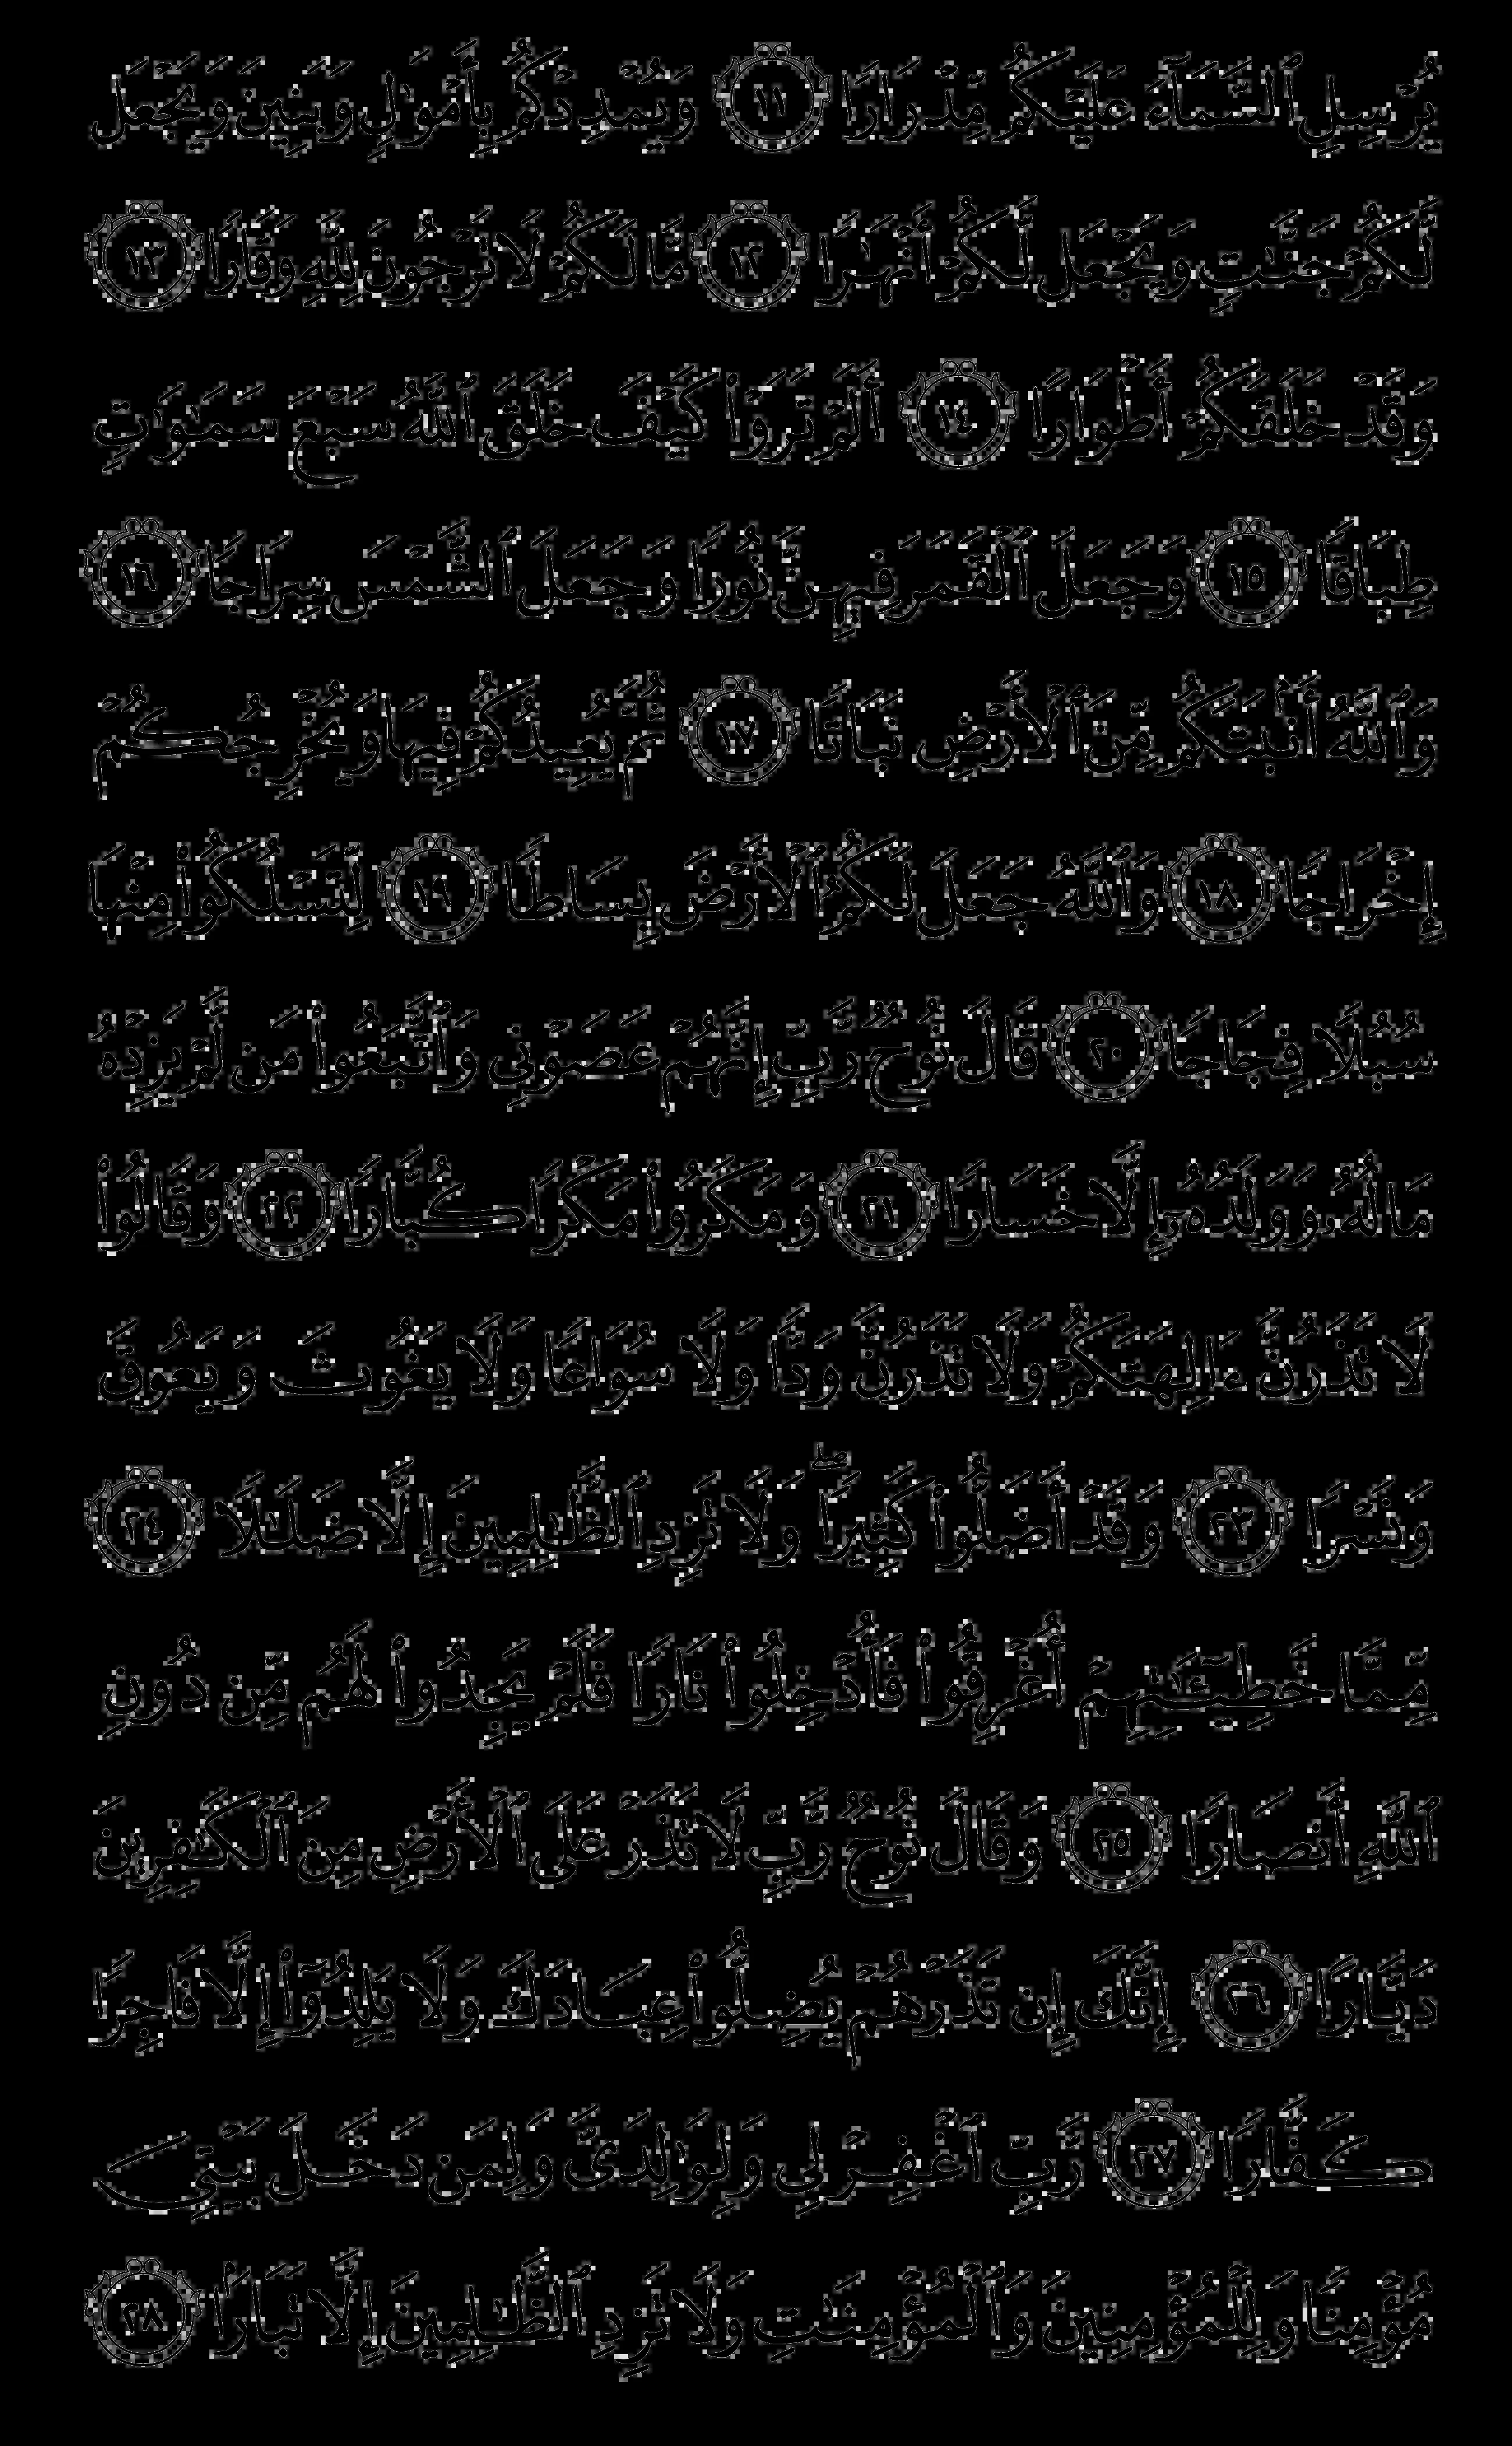 يُرْسِلِ ٱلسَّمَآءَ عَلَيْكُم مِّدْرَارًا ١١ وَيُمْدِدْكُم بِأَمْوَٰلٍ وَبَنِينَ وَيَجْعَل
لَّكُمْ جَنَّٰتٍ وَيَجْعَل لَّكُمْ أَنْهَٰرًا ١٢ مَّا لَكُمْ لَا تَرْجُونَ لِلَّهِ وَقَارًا ١٣
وَقَدْ خَلَقَكُمْ أَطْوَارًا ١٤ أَلَمْ تَرَوْا۟ كَيْفَ خَلَقَ ٱللَّهُ سَبْعَ سَمَٰوَٰتٍ
طِبَاقًا ١٥ وَجَعَلَ ٱلْقَمَرَ فِيهِنَّ نُورًا وَجَعَلَ ٱلشَّمْسَ سِرَاجًا ١٦
وَٱللَّهُ أَنۢبَتَكُم مِّنَ ٱلْأَرْضِ نَبَاتًا ١٧ ثُمَّ يُعِيدُكُمْ فِيهَا وَيُخْرِجُكُمْ
إِخْرَاجًا ١٨ وَٱللَّهُ جَعَلَ لَكُمُ ٱلْأَرْضَ بِسَاطًا ١٩ لِّتَسْلُكُوا۟ مِنْهَا
سُبُلًا فِجَاجًا ٢٠ قَالَ نُوحٌ رَّبِّ إِنَّهُمْ عَصَوْنِى وَٱتَّبَعُوا۟ مَن لَّمْ يَزِدْهُ
مَالُهُۥ وَوَلَدُهُۥٓ إِلَّا خَسَارًا ٢١ وَمَكَرُوا۟ مَكْرًا كُبَّارًا ٢٢ وَقَالُوا۟
لَا تَذَرُنَّ ءَالِهَتَكُمْ وَلَا تَذَرُنَّ وَدًّا وَلَا سُوَاعًا وَلَا يَغُوثَ وَيَعُوقَ
وَنَسْرًا ٢٣ وَقَدْ أَضَلُّوا۟ كَثِيرًا ۖ وَلَا تَزِدِ ٱلظَّٰلِمِينَ إِلَّا ضَلَٰلًا ٢٤
مِّمَّا خَطِيٓـَٰٔتِهِمْ أُغْرِقُوا۟ فَأُدْخِلُوا۟ نَارًا فَلَمْ يَجِدُوا۟ لَهُم مِّن دُونِ
ٱللَّهِ أَنصَارًا ٢٥ وَقَالَ نُوحٌ رَّبِّ لَا تَذَرْ عَلَى ٱلْأَرْضِ مِنَ ٱلْكَٰفِرِينَ
دَيَّارًا ٢٦ إِنَّكَ إِن تَذَرْهُمْ يُضِلُّوا۟ عِبَادَكَ وَلَا يَلِدُوٓا۟ إِلَّا فَاجِرًا
كَفَّارًا ٢٧ رَّبِّ ٱغْفِرْ لِى وَلِوَٰلِدَىَّ وَلِمَن دَخَلَ بَيْتِىَ
مُؤْمِنًا وَلِلْمُؤْمِنِينَ وَٱلْمُؤْمِنَٰتِ وَلَا تَزِدِ ٱلظَّٰلِمِينَ إِلَّا تَبَارًۢا ٢٨